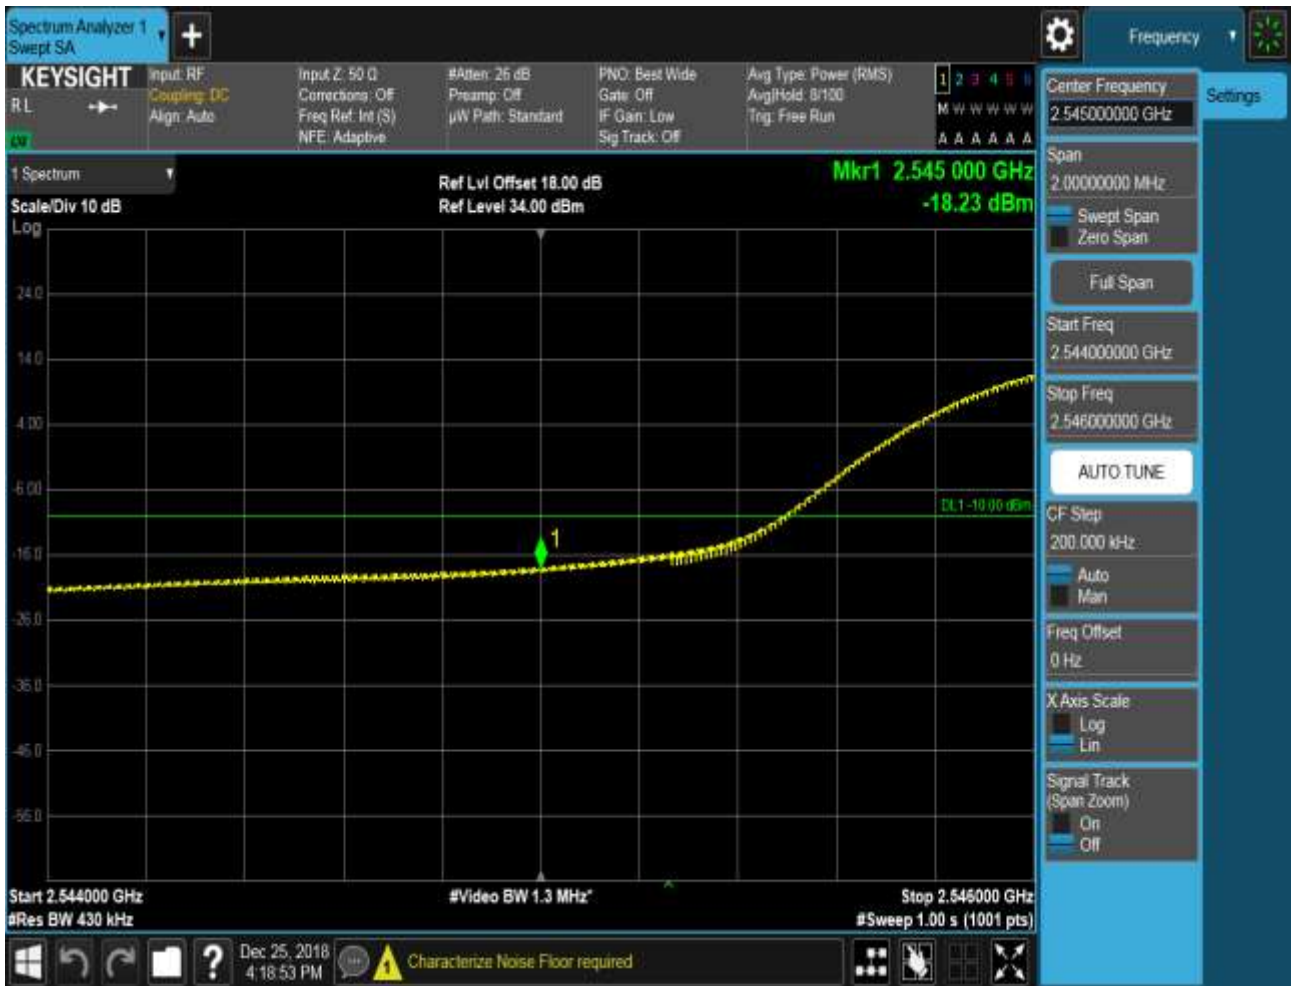 Spectrum Analyzer 1
Swept SA
Frequency
KEYSIGHT
RL
Input: RF
Coupling: DC
Align: Auto
Input Z: 50 Ω
Corrections: Off
Freq Ref: Int (S)
NFE: Adaptive
#Atten: 26 dB
Preamp: Off
µW Path: Standard
PNO: Best Wide
Gate: Off
IF Gain: Low
Sig Track: Off
Avg Type: Power (RMS)
Avg|Hold: 8/100
Trig: Free Run
1 2 3 4 5 6
M W W W W W
A A A A A A
1 Spectrum
Scale/Div 10 dB
Ref Lvl Offset 18.00 dB
Ref Level 34.00 dBm
Mkr1 2.545 000 GHz
-18.23 dBm
Log
24.0
14.0
4.00
-6.00
-16.0
-26.0
-36.0
-46.0
-56.0
1
DL1 -10.00 dBm
Start 2.544000 GHz
#Res BW 430 kHz
#Video BW 1.3 MHz*
Stop 2.546000 GHz
#Sweep 1.00 s (1001 pts)
Center Frequency
2.545000000 GHz
Settings
Span
2.00000000 MHz
Swept Span
Zero Span
Full Span
Start Freq
2.544000000 GHz
Stop Freq
2.546000000 GHz
AUTO TUNE
CF Step
200.000 kHz
Auto
Man
Freq Offset
0 Hz
X Axis Scale
Log
Lin
Signal Track
(Span Zoom)
On
Off
?
Dec 25, 2018
4:18:53 PM
1
Characterize Noise Floor required